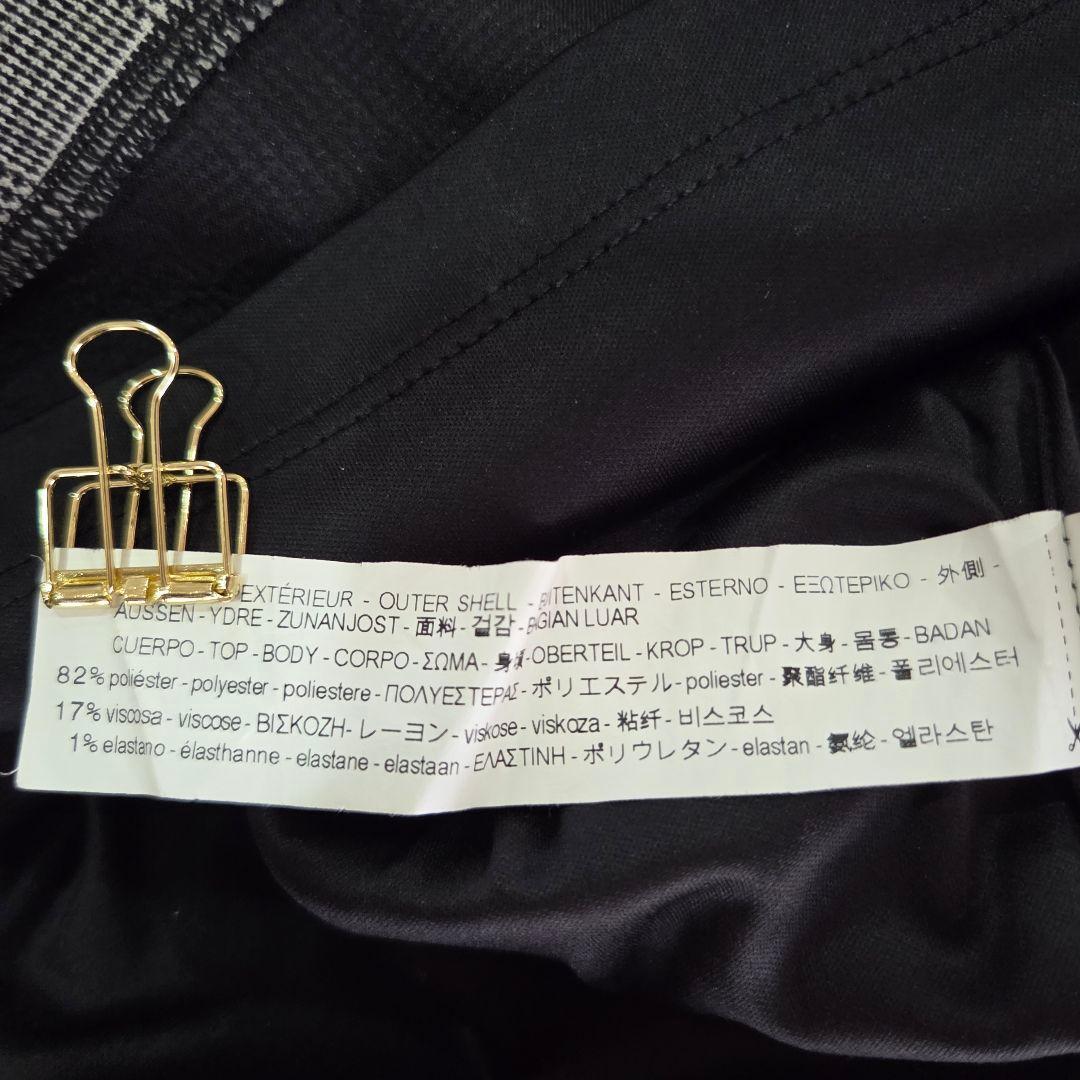 EXTÉRIEUR - OUTER SHELL - BUITENKANT - ESTERNO - ΕΞΩΤΕΡΙΚΟ - 外側 -
AUSSEN - YDRE - ZUNANJOST - 面料 - 겉감 - BAGIAN LUAR
CUERPO - TOP - BODY - CORPO - ΣΩΜΑ - 身頃 - OBERTEIL - KROP - TRUP - 大身 - 몸통 - BADAN
82% poliéster - polyester - poliestere - ΠΟΛΥΕΣΤΕΡΑΣ - ポリエステル - poliester - 聚酯纤维 - 폴리에스터
17% viscosa - viscose - ΒΙΣΚΟΖΗ - レーヨン - viskose - viskoza - 粘纤 - 비스코스
1% elastano - élasthanne - elastane - elastaan - ΕΛΑΣΤΙΝΗ - ポリウレタン - elastan - 氨纶 - 엘라스탄